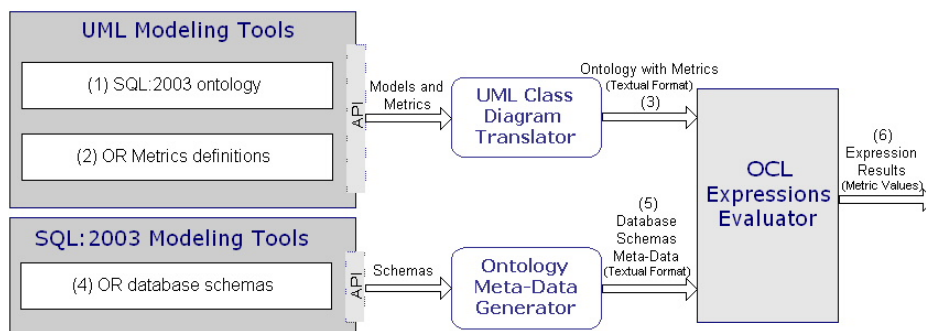 UML Modeling Tools
(1) SQL:2003 ontology
(2) OR Metrics definitions
API
Models and
Metrics
UML Class
Diagram
Translator
Ontology with Metrics
(Textual Format)
(3)
OCL
Expressions
Evaluator
(6)
Expression
Results
(Metric Values)
SQL:2003 Modeling Tools
(4) OR database schemas
API
Schemas
Ontology
Meta-Data
Generator
(5)
Database
Schemas
Meta-Data
(Textual Format)